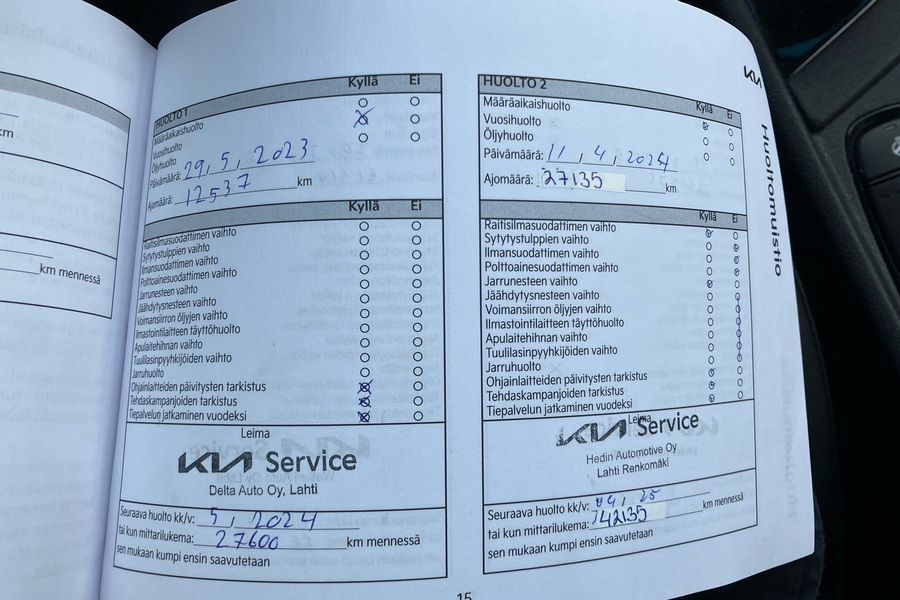 km
km mennessä
HUOLTO 1 Kyllä Ei
Määräaikaishuolto
Vuosihuolto
Öljyhuolto
Päivämäärä: 29, 5, 2023
Ajomäärä: 12537 km
Kyllä Ei
Raitisilmasuodattimen vaihto
Sytytystulppien vaihto
Ilmansuodattimen vaihto
Polttoainesuodattimen vaihto
Jarrunesteen vaihto
Jäähdytysnesteen vaihto
Voimansiirron öljyjen vaihto
Ilmastointilaitteen täyttöhuolto
Apulaitehihnan vaihto
Tuulilasinpyyhkijöiden vaihto
Jarruhuolto
Ohjainlaitteiden päivitysten tarkistus
Tehdaskampanjoiden tarkistus
Tiepalvelun jatkaminen vuodeksi
Leima
KIA Service
Delta Auto Oy, Lahti
Seuraava huolto kk/v: 5, 2024
tai kun mittarilukema: 27600 km mennessä
sen mukaan kumpi ensin saavutetaan
15
HUOLTO 2 Kyllä Ei
Määräaikaishuolto
Vuosihuolto
Öljyhuolto
Päivämäärä: 11, 4, 2024
Ajomäärä: 27135 km
Kyllä Ei
Raitisilmasuodattimen vaihto
Sytytystulppien vaihto
Ilmansuodattimen vaihto
Polttoainesuodattimen vaihto
Jarrunesteen vaihto
Jäähdytysnesteen vaihto
Voimansiirron öljyjen vaihto
Ilmastointilaitteen täyttöhuolto
Apulaitehihnan vaihto
Tuulilasinpyyhkijöiden vaihto
Jarruhuolto
Ohjainlaitteiden päivitysten tarkistus
Tehdaskampanjoiden tarkistus
Tiepalvelun jatkaminen vuodeksi
Leima
KIA Service
Hedin Automotive Oy
Lahti Renkomäki
Seuraava huolto kk/v: 04, 25
tai kun mittarilukema: 42135 km mennessä
sen mukaan kumpi ensin saavutetaan
KIA
Huoltomuistio